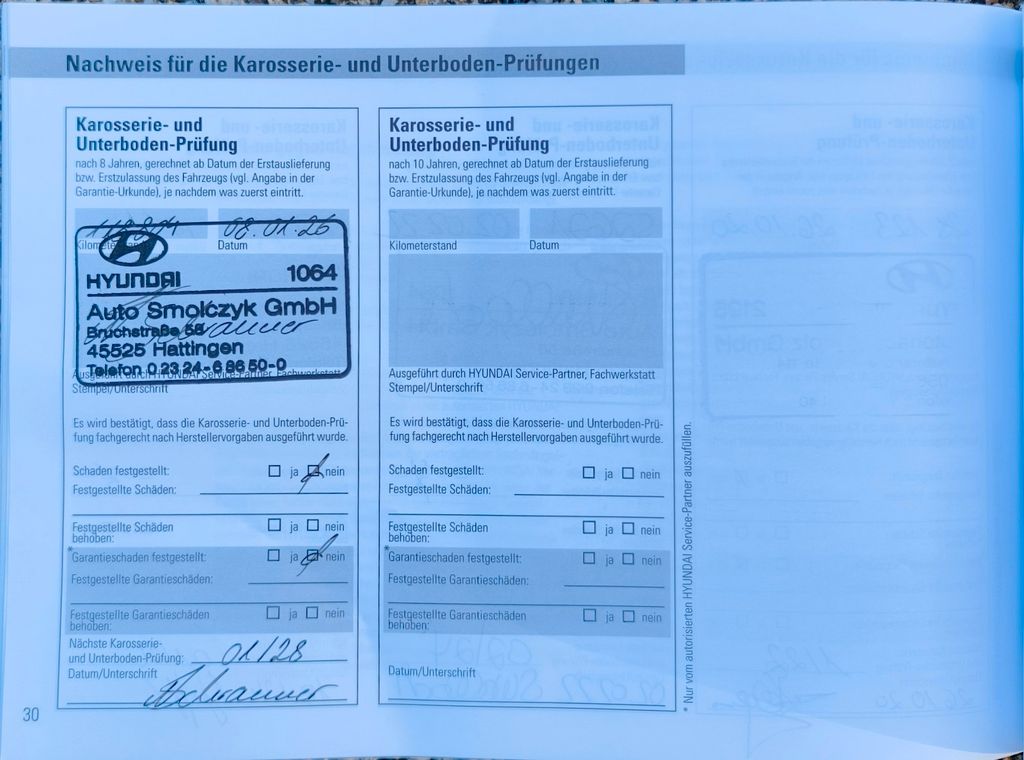 Nachweis für die Karosserie- und Unterboden-Prüfungen
Karosserie- und
Unterboden-Prüfung
nach 8 Jahren, gerechnet ab Datum der Erstauslieferung
bzw. Erstzulassung des Fahrzeugs (vgl. Angabe in der
Garantie-Urkunde), je nachdem was zuerst eintritt.
08.01.26
Kilometerstand Datum
HYUNDAI 1064
Auto Smolczyk GmbH
Bruchstraße 55
45525 Hattingen
Telefon 0 23 24-6 86 50-0
Ausgeführt durch HYUNDAI Service-Partner, Fachwerkstatt
Stempel/Unterschrift
Es wird bestätigt, dass die Karosserie- und Unterboden-Prü-
fung fachgerecht nach Herstellervorgaben ausgeführt wurde.
Schaden festgestellt: ja nein
Festgestellte Schäden:
Festgestellte Schäden ja nein
behoben:
*Garantieschaden festgestellt: ja nein
Festgestellte Garantieschäden:
Festgestellte Garantieschäden ja nein
behoben:
Nächste Karosserie-
und Unterboden-Prüfung: 01/28
Datum/Unterschrift
Karosserie- und
Unterboden-Prüfung
nach 10 Jahren, gerechnet ab Datum der Erstauslieferung
bzw. Erstzulassung des Fahrzeugs (vgl. Angabe in der
Garantie-Urkunde), je nachdem was zuerst eintritt.
Kilometerstand Datum
Ausgeführt durch HYUNDAI Service-Partner, Fachwerkstatt
Stempel/Unterschrift
Es wird bestätigt, dass die Karosserie- und Unterboden-Prü-
fung fachgerecht nach Herstellervorgaben ausgeführt wurde.
Schaden festgestellt: ja nein
Festgestellte Schäden:
Festgestellte Schäden ja nein
behoben:
*Garantieschaden festgestellt: ja nein
Festgestellte Garantieschäden:
Festgestellte Garantieschäden ja nein
behoben:
Datum/Unterschrift
* Nur vom autorisierten HYUNDAI Service-Partner auszufüllen.
30